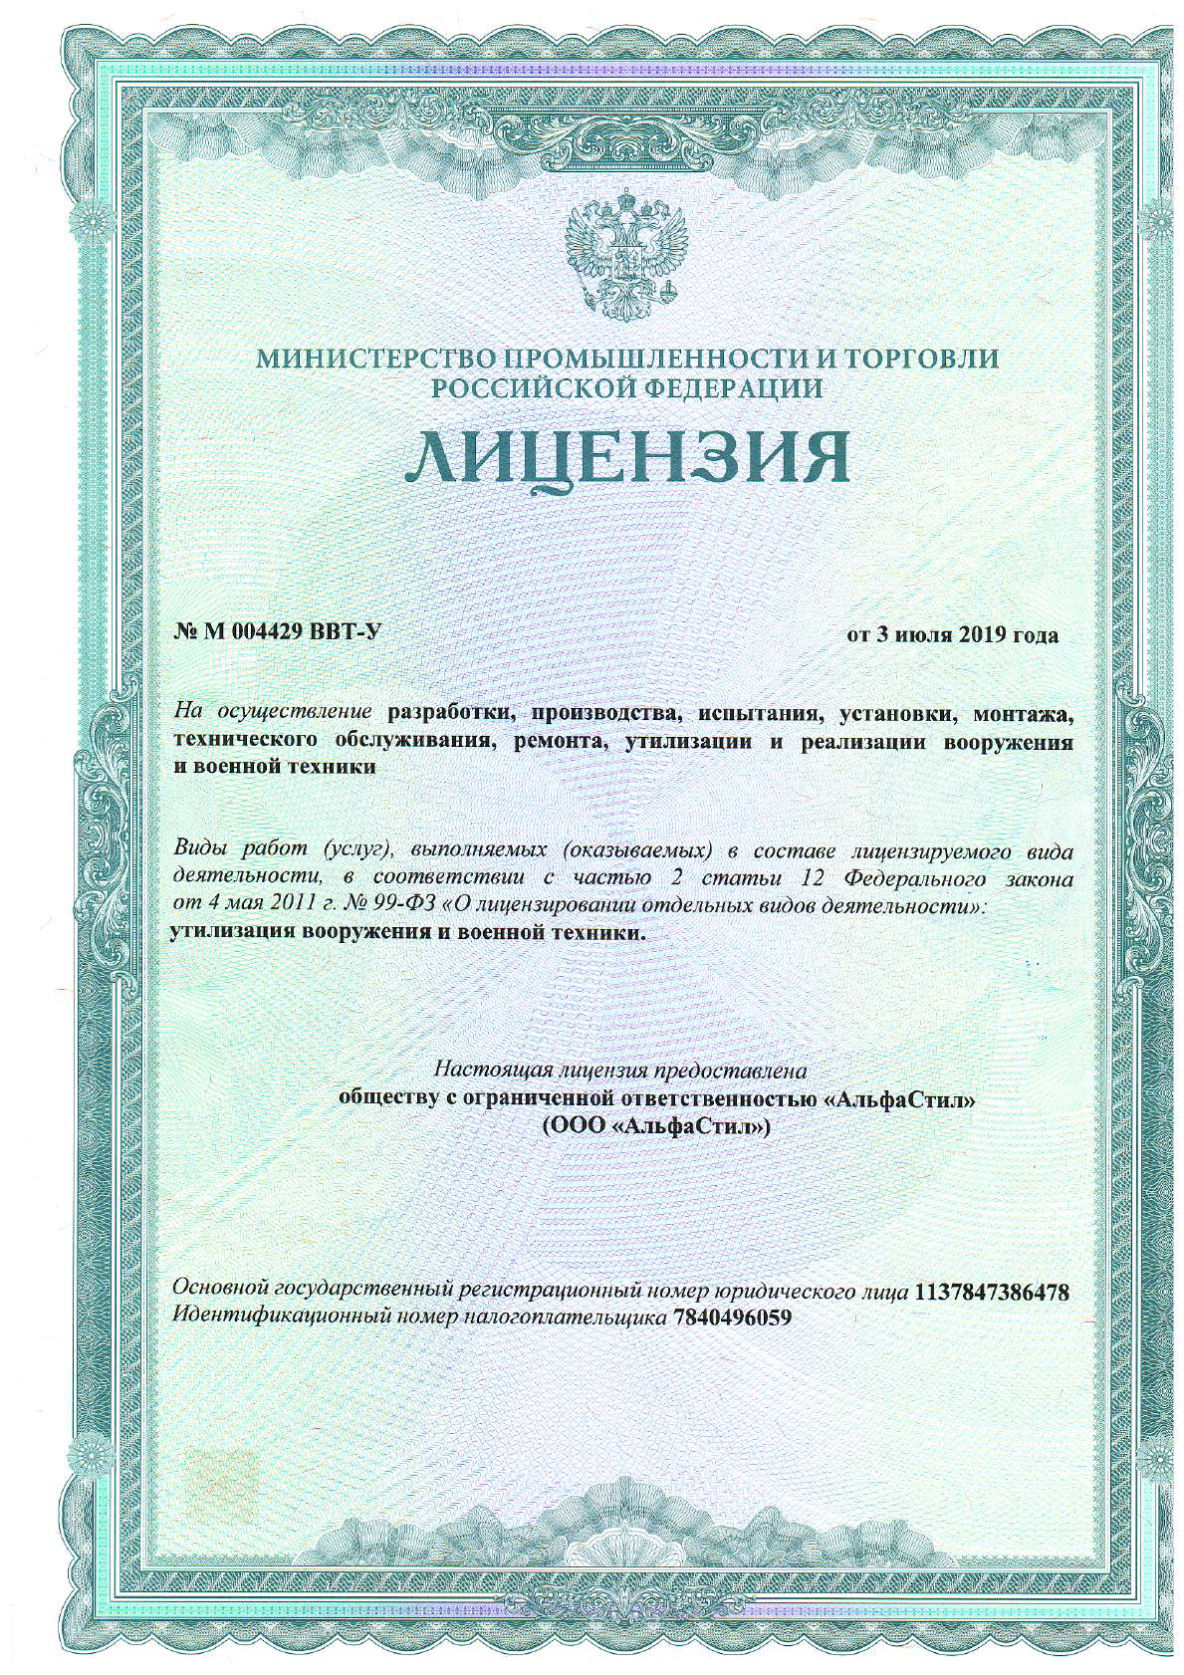 МИНИСТЕРСТВО ПРОМЫШЛЕННОСТИ И ТОРГОВЛИ
РОССИЙСКОЙ ФЕДЕРАЦИИ
ЛИЦЕНЗИЯ
№ М 004429 ВВТ-У
от 3 июля 2019 года
На осуществление разработки, производства, испытания, установки, монтажа,
технического обслуживания, ремонта, утилизации и реализации вооружения
и военной техники
Виды работ (услуг), выполняемых (оказываемых) в составе лицензируемого вида
деятельности, в соответствии с частью 2 статьи 12 Федерального закона
от 4 мая 2011 г. № 99-ФЗ «О лицензировании отдельных видов деятельности»:
утилизация вооружения и военной техники.
Настоящая лицензия предоставлена
обществу с ограниченной ответственностью «АльфаСтил»
(ООО «АльфаСтил»)
Основной государственный регистрационный номер юридического лица 1137847386478
Идентификационный номер налогоплательщика 7840496059